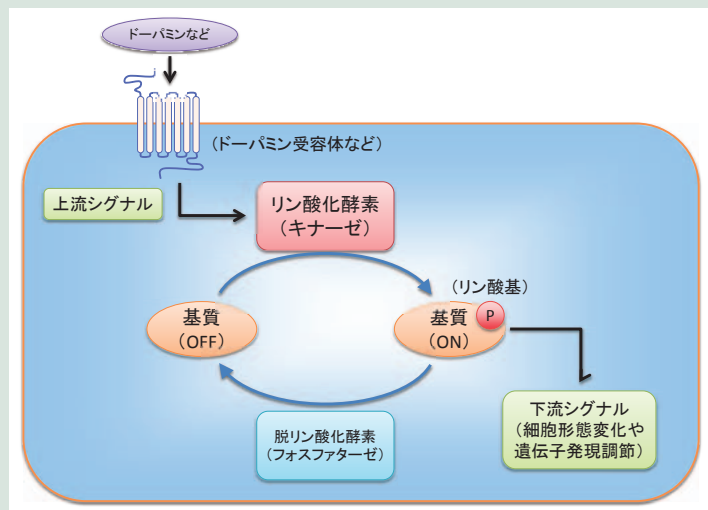 ドーパミンなど
(ドーパミン受容体など)
上流シグナル
リン酸化酵素
(キナーゼ)
(リン酸基)
基質
(OFF)
基質
(ON)
P
脱リン酸化酵素
(フォスファターゼ)
下流シグナル
(細胞形態変化や
遺伝子発現調節)